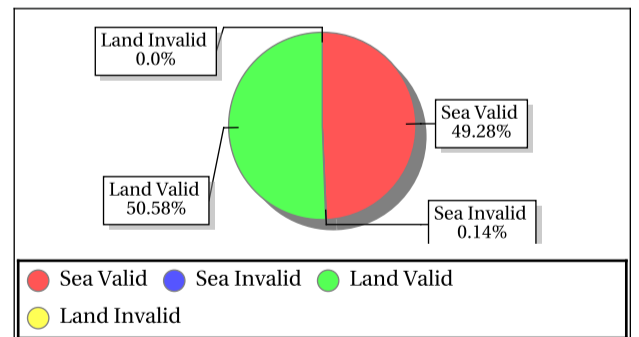 Land Invalid
0.0%
Sea Valid
49.28%
Land Valid
50.58%
Sea Invalid
0.14%
Sea Valid Sea Invalid Land Valid
Land Invalid